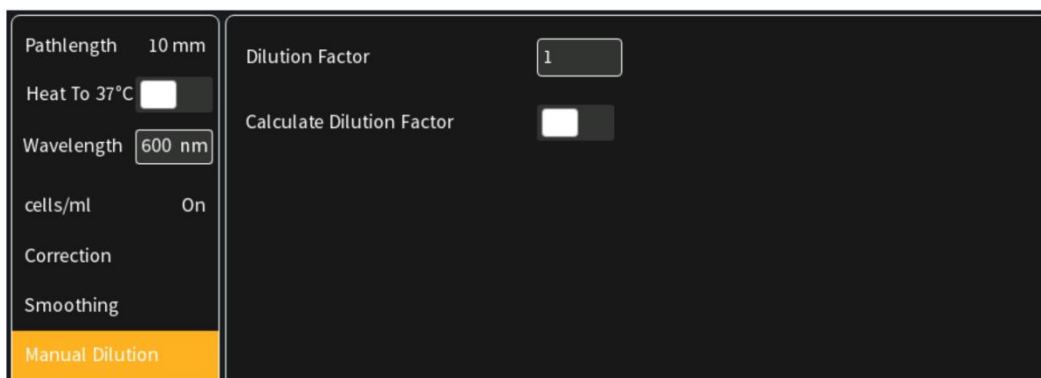 Pathlength 10 mm
Heat To 37°C
Wavelength 600 nm
cells/ml On
Correction
Smoothing
Manual Dilution
Dilution Factor 1
Calculate Dilution Factor